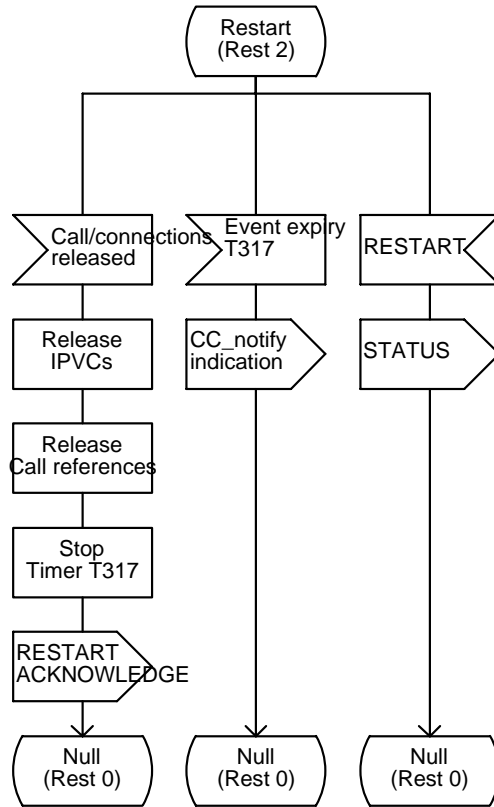 Restart
(Rest 2)
Call/connections
released
Event expiry
T317
RESTART
Release
IPVCs
CC_notify
indication
STATUS
Release
Call references
Stop
Timer T317
RESTART
ACKNOWLEDGE
Null
(Rest 0)
Null
(Rest 0)
Null
(Rest 0)